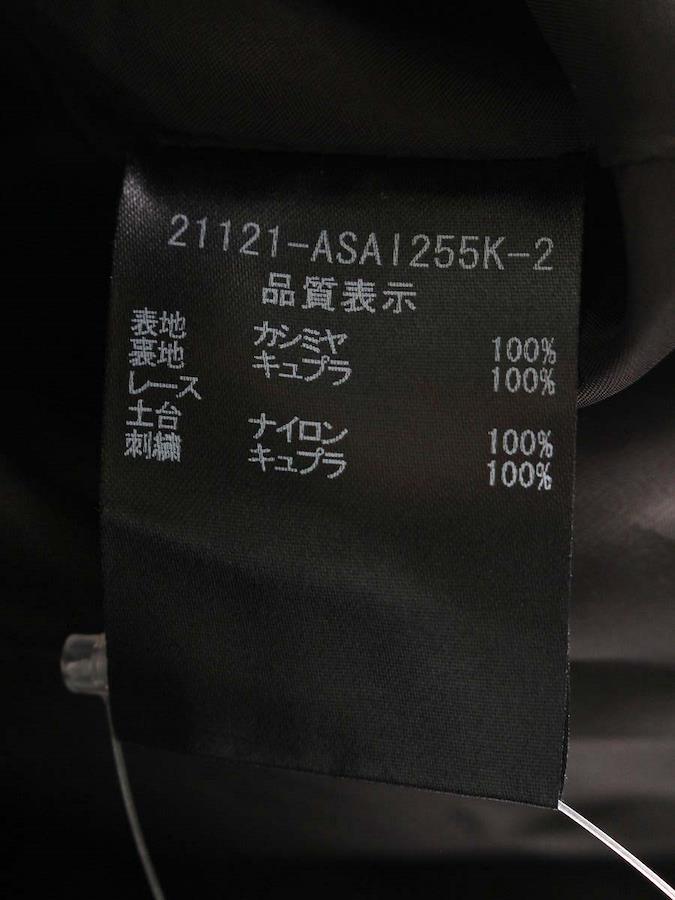 21121-ASAI255K-2
品質表示
表地 カシミヤ 100%
裏地 キュプラ 100%
レース
土台 ナイロン 100%
刺繍 キュプラ 100%